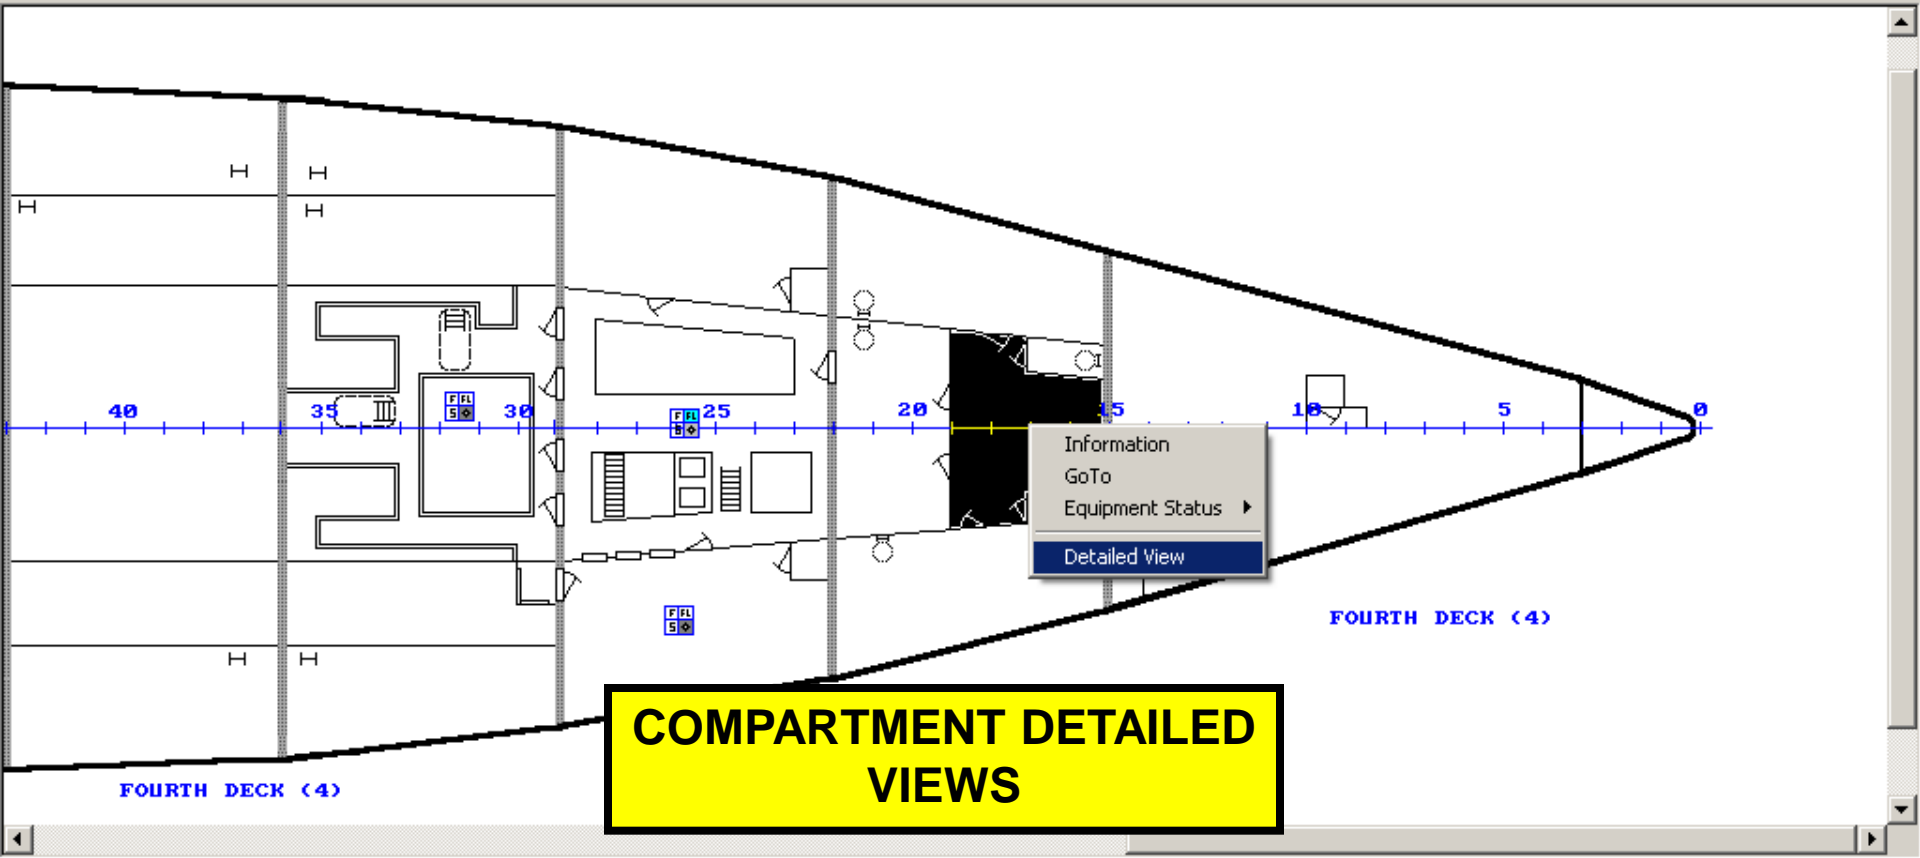 40
35
30
25
20
15
10
5
0
F FL
S
F FL
S
F FL
S
Information
GoTo
Equipment Status
Detailed View
FOURTH DECK (4)
FOURTH DECK (4)
COMPARTMENT DETAILED
VIEWS